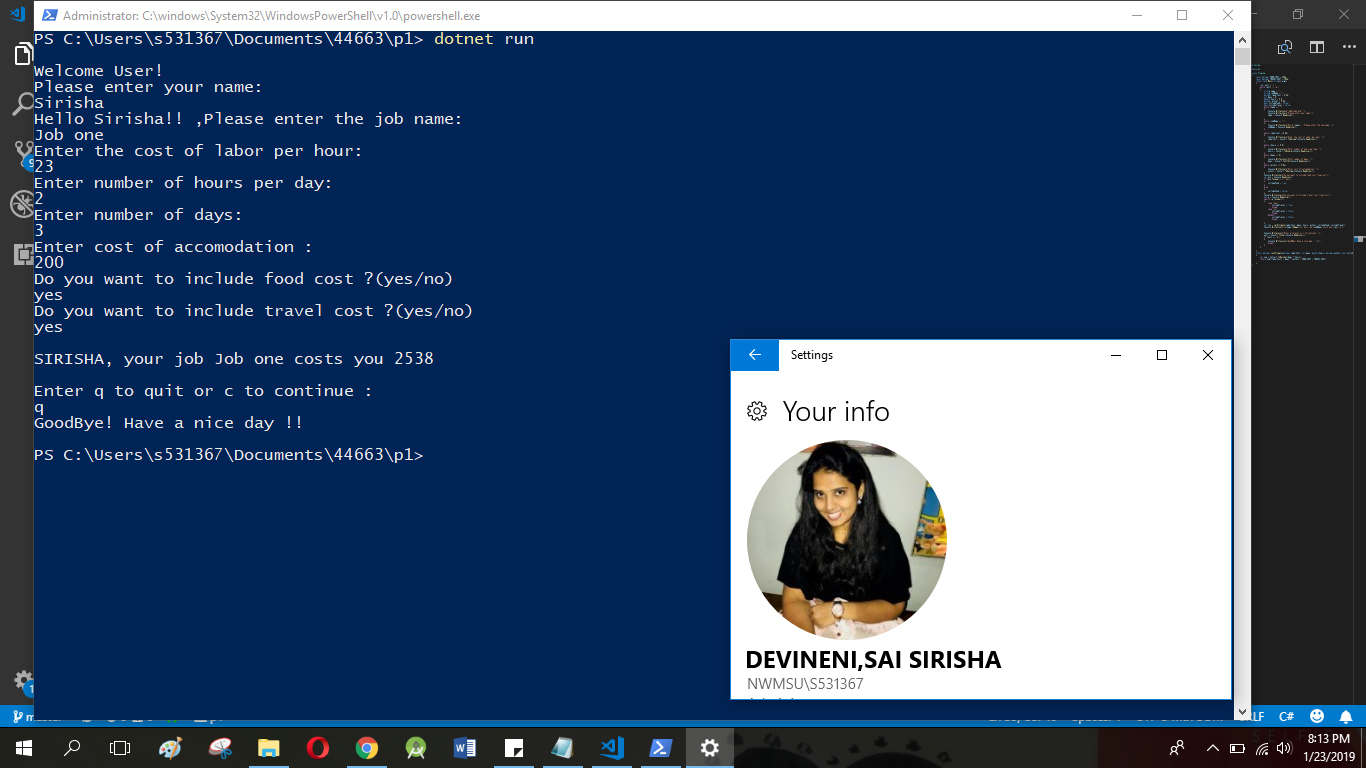 Administrator: C:\windows\System32\WindowsPowerShell\v1.0\powershell.exe
PS C:\Users\s531367\Documents\44663\p1> dotnet run
Welcome User!
Please enter your name:
Sirisha
Hello Sirisha!! ,Please enter the job name:
Job one
Enter the cost of labor per hour:
23
Enter number of hours per day:
2
Enter number of days:
3
Enter cost of accomodation :
200
Do you want to include food cost ?(yes/no)
yes
Do you want to include travel cost ?(yes/no)
yes
SIRISHA, your job Job one costs you 2538
Enter q to quit or c to continue :
q
GoodBye! Have a nice day !!
PS C:\Users\s531367\Documents\44663\p1>
Settings
Your info
DEVINENI,SAI SIRISHA
NWMSU\S531367
C#
8:13 PM
1/23/2019